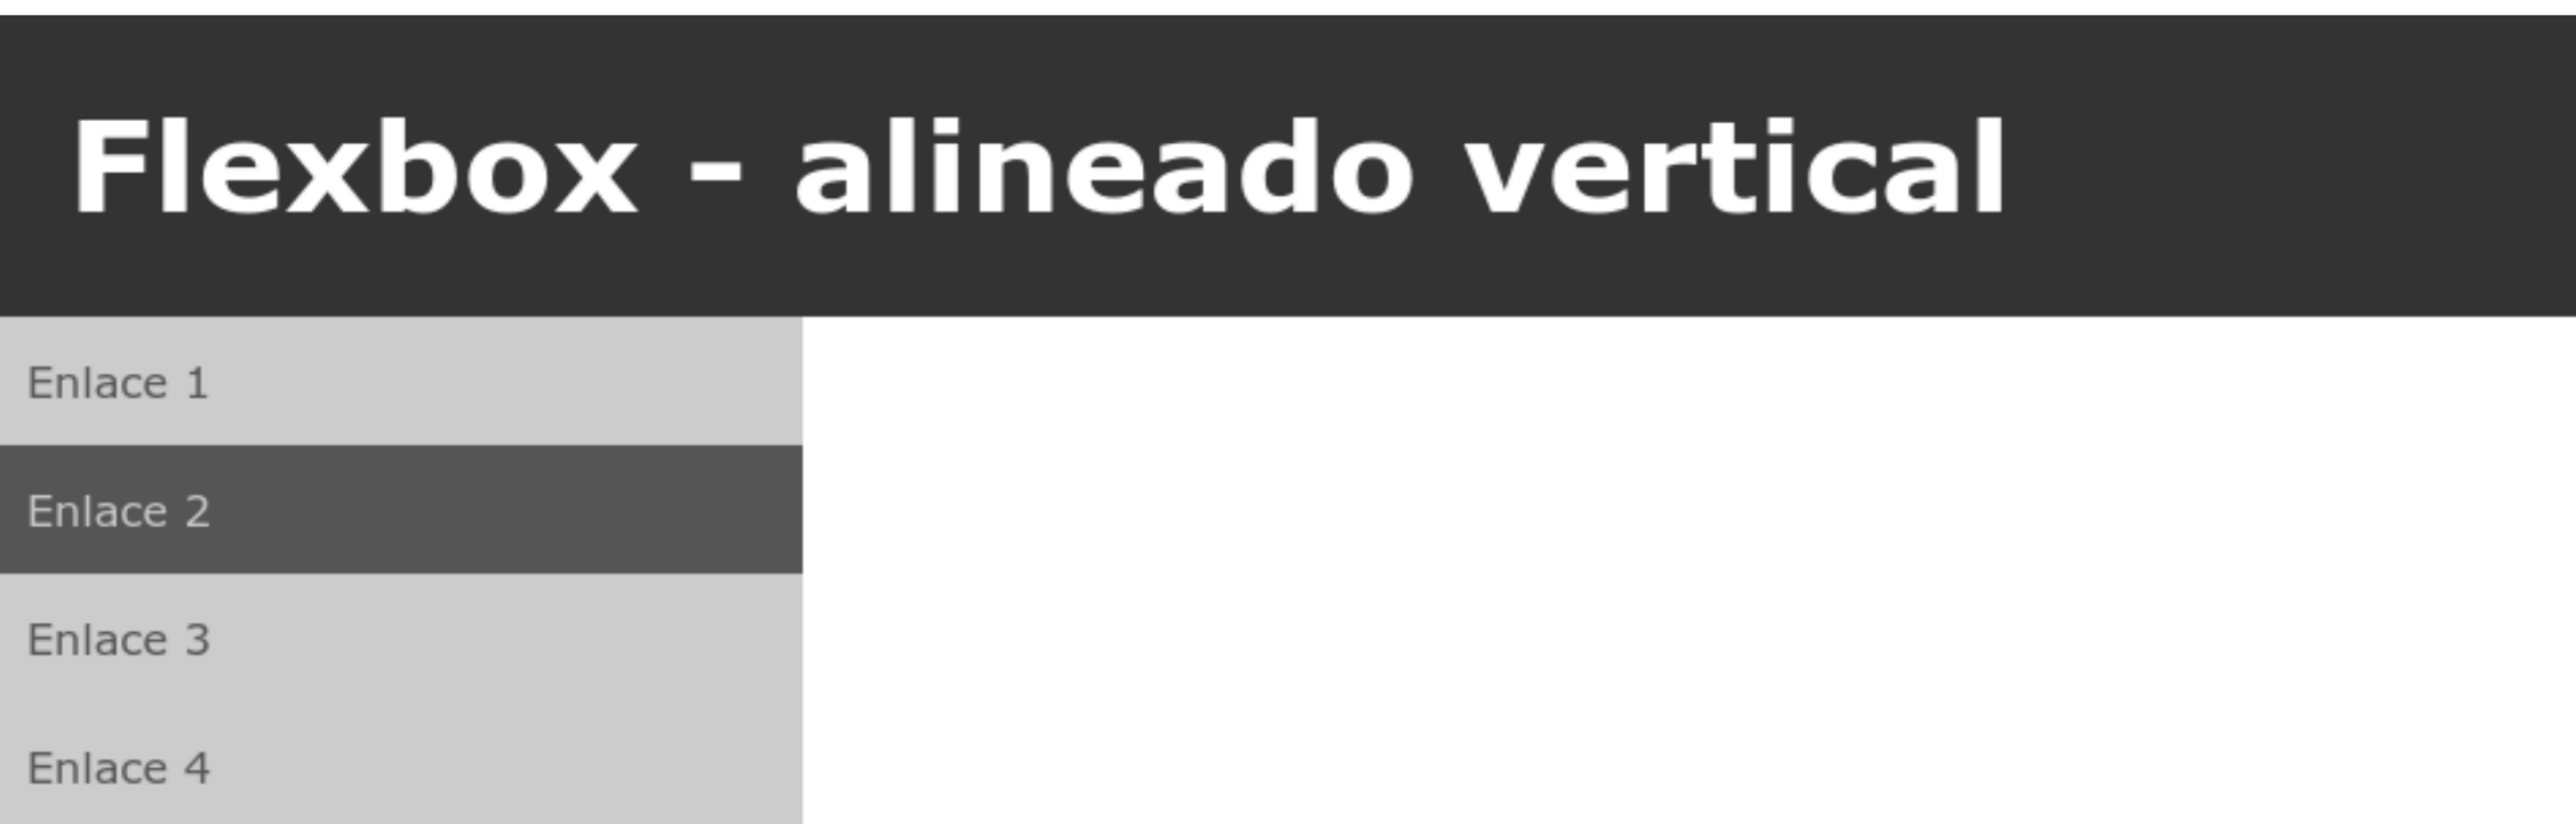 Flexbox - alineado vertical
Enlace 1
Enlace 2
Enlace 3
Enlace 4